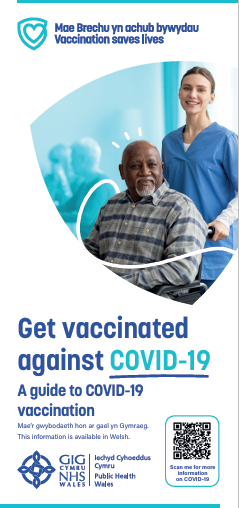 Mae Brechu yn achub bywydau
Vaccination saves lives
Get vaccinated
against COVID-19
A guide to COVID-19
vaccination
Mae'r gwybodaeth hon ar gael yn Gymraeg.
This information is available in Welsh.
GIG
CYMRU
NHS
WALES
Iechyd Cyhoeddus
Cymru
Public Health
Wales
Scan me for more
information
on COVID-19